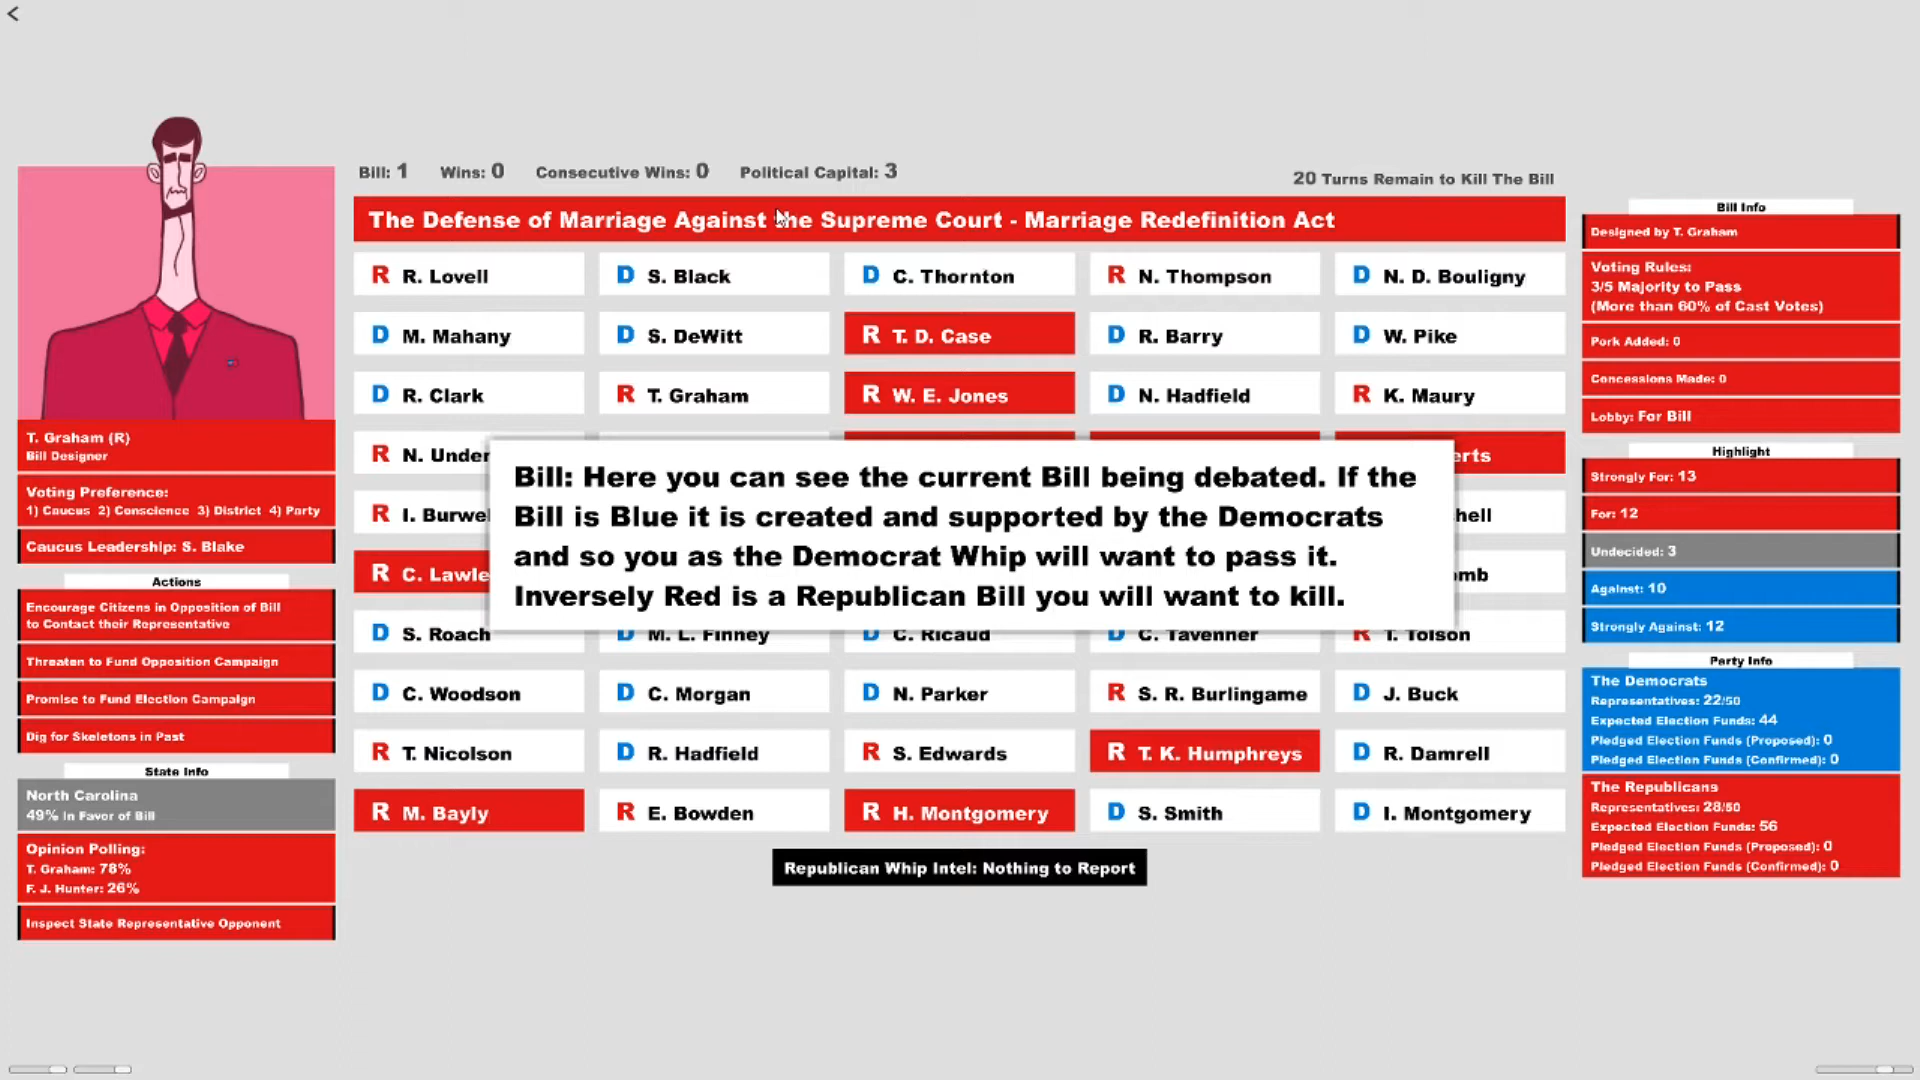 Bill: 1 Wins: 0 Consecutive Wins: 0 Political Capital: 3
20 Turns Remain to Kill The Bill
The Defense of Marriage Against the Supreme Court - Marriage Redefinition Act
T. Graham (R)
Bill Designer
Voting Preference:
1) Caucus 2) Conscience 3) District 4) Party
Caucus Leadership: S. Blake
Actions
Encourage Citizens in Opposition of Bill
to Contact their Representative
Threaten to Fund Opposition Campaign
Promise to Fund Election Campaign
Dig for Skeletons in Past
State Info
North Carolina
49% In Favor of Bill
Opinion Polling:
T. Graham: 78%
F. J. Hunter: 26%
Inspect State Representative Opponent
R R. Lovell D S. Black D C. Thornton R N. Thompson D N. D. Bouligny
D M. Mahany D S. DeWitt R T. D. Case D R. Barry D W. Pike
D R. Clark R T. Graham R W. E. Jones D N. Hadfield R K. Maury
R N. Under erts
R I. Burwe hell
R C. Lawle mb
Bill: Here you can see the current Bill being debated. If the
Bill is Blue it is created and supported by the Democrats
and so you as the Democrat Whip will want to pass it.
Inversely Red is a Republican Bill you will want to kill.
D S. Roach D M. L. Finney D C. Ricaud D C. Tavenner R T. Tolson
D C. Woodson D C. Morgan D N. Parker R S. R. Burlingame D J. Buck
R T. Nicolson D R. Hadfield R S. Edwards R T. K. Humphreys D R. Damrell
R M. Bayly R E. Bowden R H. Montgomery D S. Smith D I. Montgomery
Republican Whip Intel: Nothing to Report
Bill Info
Designed by T. Graham
Voting Rules:
3/5 Majority to Pass
(More than 60% of Cast Votes)
Pork Added: 0
Concessions Made: 0
Lobby: For Bill
Highlight
Strongly For: 13
For: 12
Undecided: 3
Against: 10
Strongly Against: 12
Party Info
The Democrats
Representatives: 22/50
Expected Election Funds: 44
Pledged Election Funds (Proposed): 0
Pledged Election Funds (Confirmed): 0
The Republicans
Representatives: 28/50
Expected Election Funds: 56
Pledged Election Funds (Proposed): 0
Pledged Election Funds (Confirmed): 0